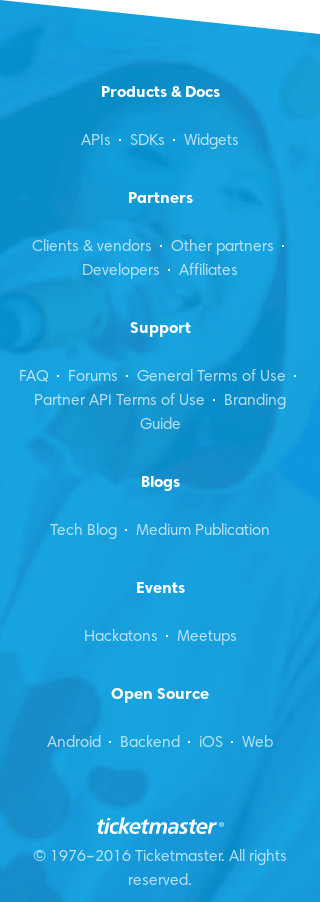 Products & Docs
APIs · SDKs · Widgets
Partners
Clients & vendors · Other partners ·
Developers · Affiliates
Support
FAQ · Forums · General Terms of Use ·
Partner API Terms of Use · Branding
Guide
Blogs
Tech Blog · Medium Publication
Events
Hackatons · Meetups
Open Source
Android · Backend · iOS · Web
ticketmaster®
© 1976–2016 Ticketmaster. All rights
reserved.